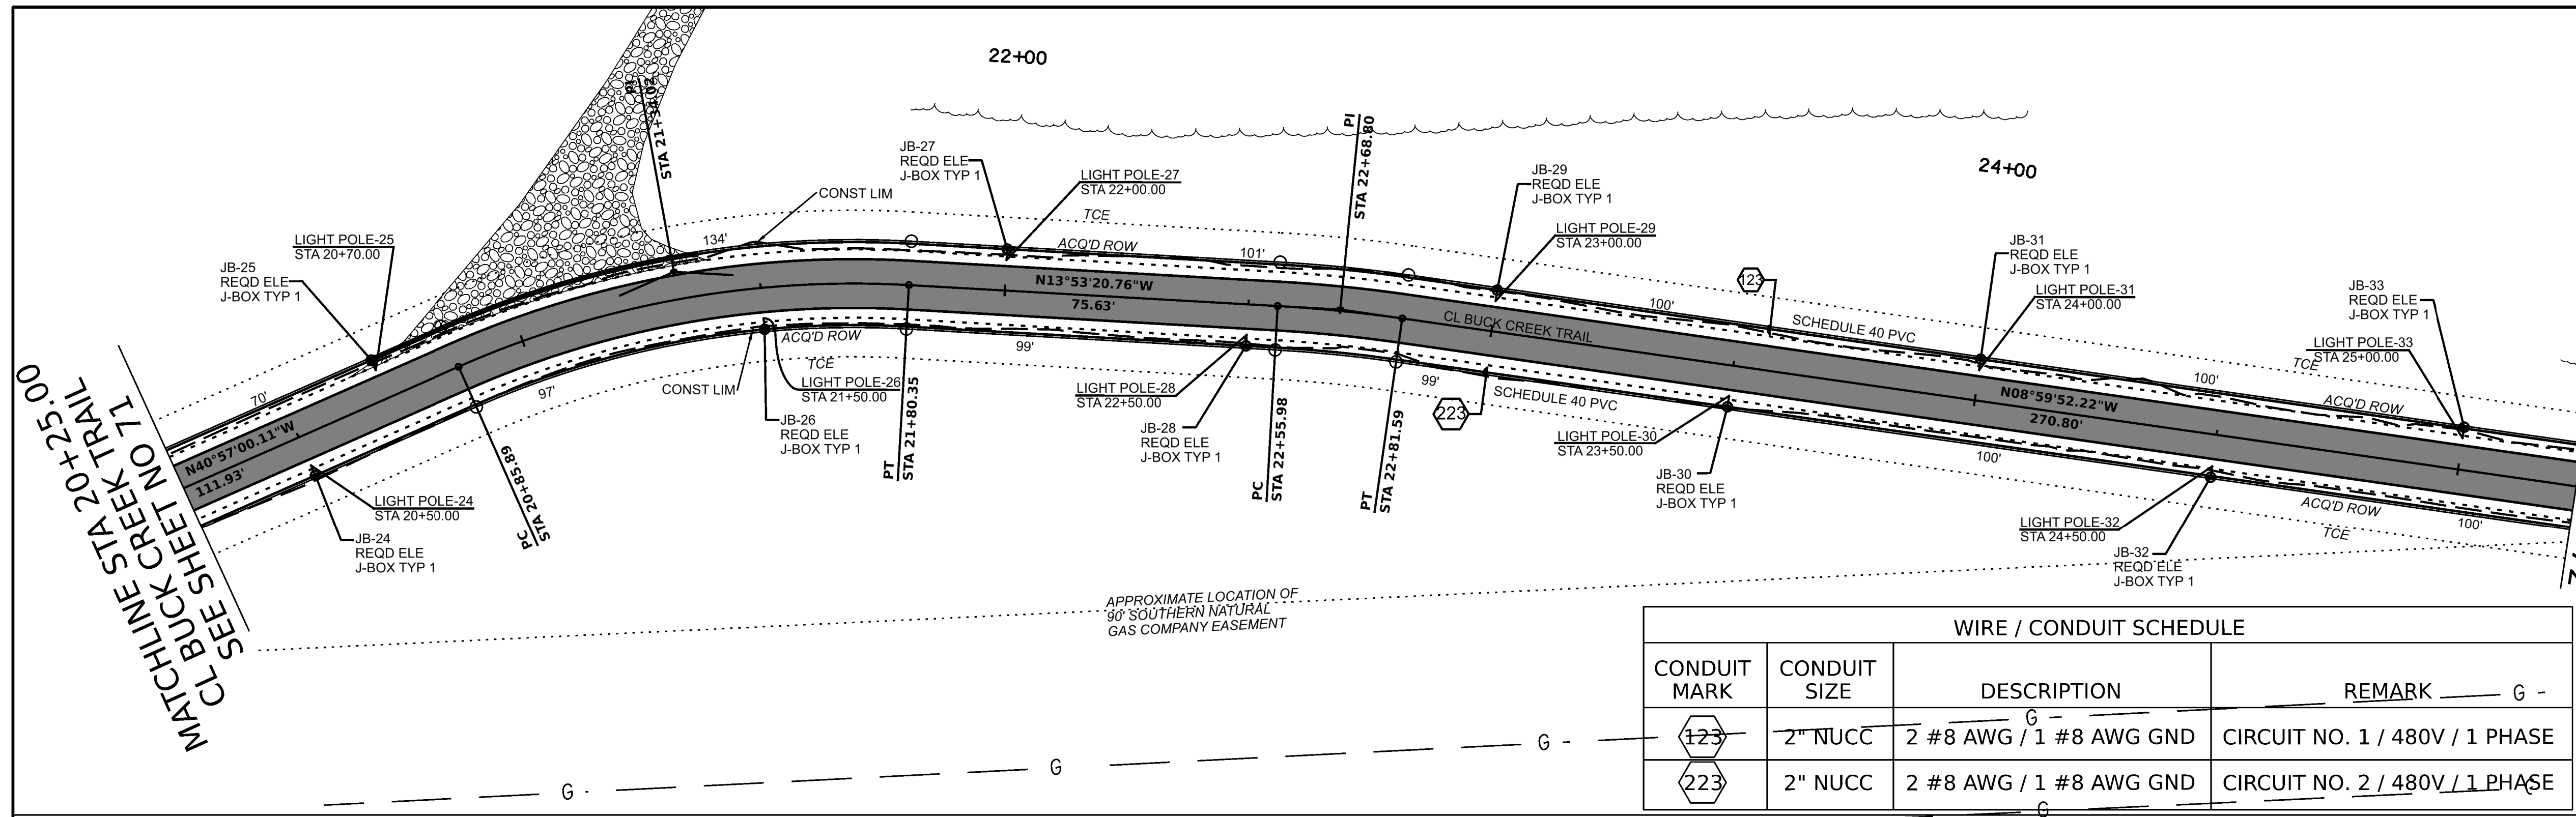 22+00
24+00
PI
STA 21+34.02
PI
STA 22+68.80
JB-27
REQD ELE
J-BOX TYP 1
LIGHT POLE-27
STA 22+00.00
CONST LIM
TCE
JB-29
REQD ELE
J-BOX TYP 1
LIGHT POLE-29
STA 23+00.00
LIGHT POLE-25
STA 20+70.00
JB-25
REQD ELE
J-BOX TYP 1
134'
ACQ'D ROW
101'
123
JB-31
REQD ELE
J-BOX TYP 1
LIGHT POLE-31
STA 24+00.00
JB-33
REQD ELE
J-BOX TYP 1
LIGHT POLE-33
STA 25+00.00
N13°53'20.76"W
75.63'
100'
SCHEDULE 40 PVC
CL BUCK CREEK TRAIL
TCE
100'
ACQ'D ROW
70'
97'
ACQ'D ROW
TCE
99'
CONST LIM
LIGHT POLE-26
STA 21+50.00
JB-26
REQD ELE
J-BOX TYP 1
PT
STA 21+80.35
LIGHT POLE-28
STA 22+50.00
JB-28
REQD ELE
J-BOX TYP 1
PC
STA 22+55.98
PT
STA 22+81.59
99'
223
SCHEDULE 40 PVC
LIGHT POLE-30
STA 23+50.00
JB-30
REQD ELE
J-BOX TYP 1
N08°59'52.22"W
270.80'
100'
LIGHT POLE-32
STA 24+50.00
JB-32
REQD ELE
J-BOX TYP 1
ACQ'D ROW
TCE
100'
N40°57'00.11"W
111.93'
LIGHT POLE-24
STA 20+50.00
JB-24
REQD ELE
J-BOX TYP 1
PC
STA 20+85.89
MATCHLINE STA 20+25.00
CL BUCK CREEK TRAIL
SEE SHEET NO 71
APPROXIMATE LOCATION OF
90' SOUTHERN NATURAL
GAS COMPANY EASEMENT
G
G
G
G
G
G
G
WIRE / CONDUIT SCHEDULE
CONDUIT MARK
CONDUIT SIZE
DESCRIPTION
REMARK
123 2" NUCC 2 #8 AWG / 1 #8 AWG GND CIRCUIT NO. 1 / 480V / 1 PHASE
223 2" NUCC 2 #8 AWG / 1 #8 AWG GND CIRCUIT NO. 2 / 480V / 1 PHASE